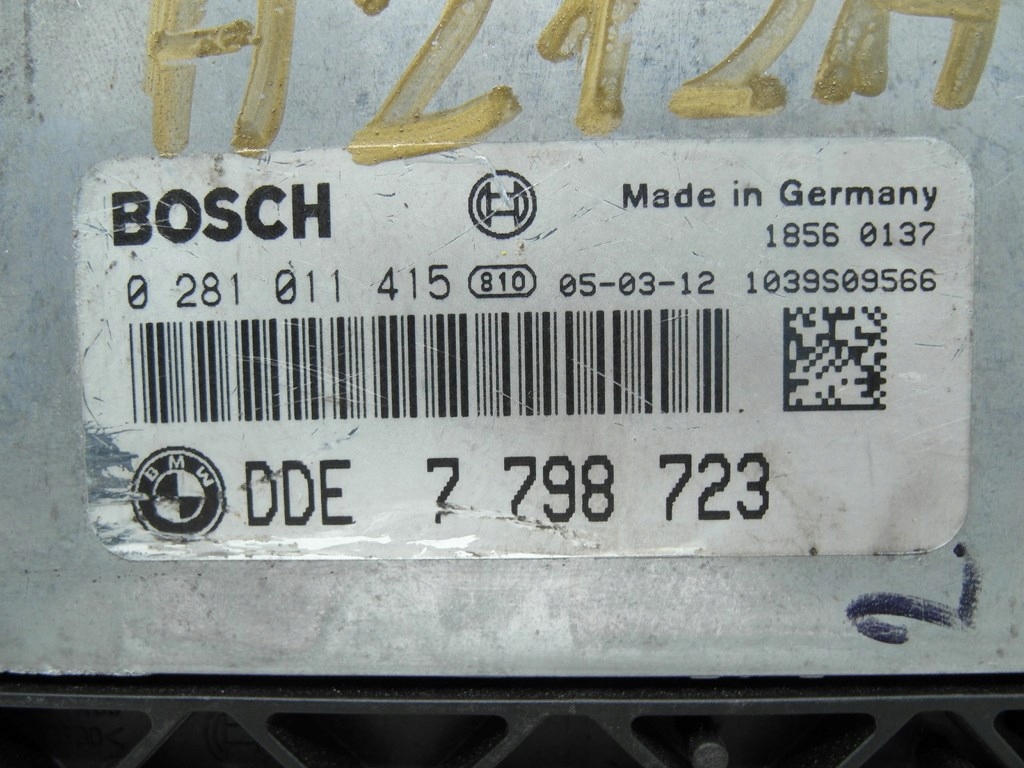 A212A
BOSCH
Made in Germany
1856 0137
0 281 011 415 810 05-03-12 1039S09566
BMW
DDE 7 798 723